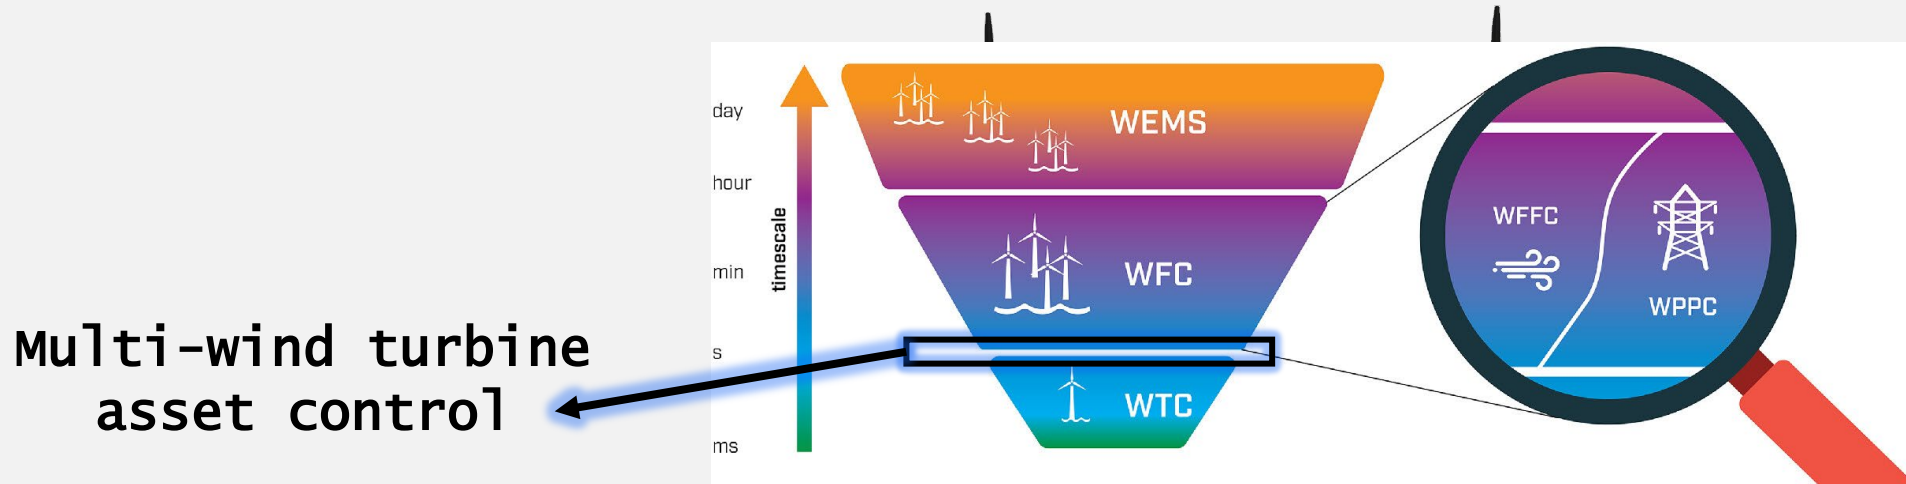 day
hour
min
s
ms
timescale
WEMS
WFC
WTC
WFFC
WPPC
Multi-wind turbine
asset control